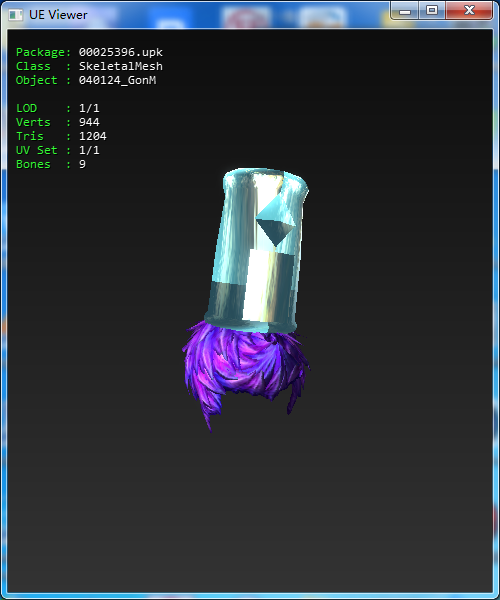 UE Viewer
Package: 00025396.upk
Class : SkeletalMesh
Object : 040124_GonM
LOD : 1/1
Verts : 944
Tris : 1204
UV Set : 1/1
Bones : 9